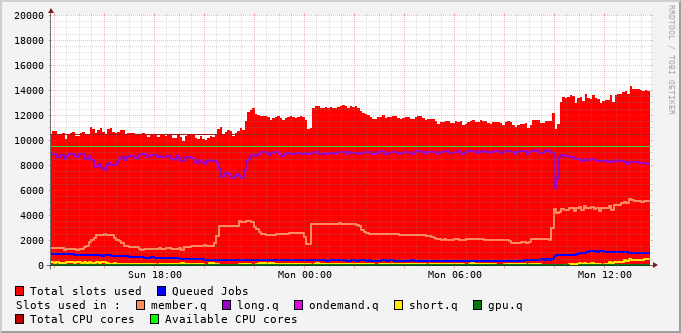 20000
18000
16000
14000
12000
10000
8000
6000
4000
2000
0
Sun 18:00 Mon 00:00 Mon 06:00 Mon 12:00
RRDTOOL / TOBI OETIKER
Total slots used Queued Jobs
Slots used in : member.q long.q ondemand.q short.q gpu.q
Total CPU cores Available CPU cores